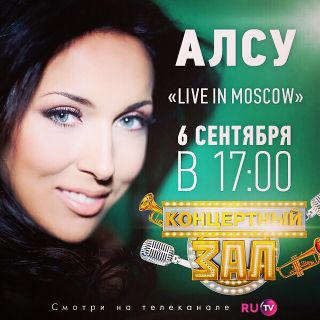 АЛСУ
«LIVE IN MOSCOW»
6 СЕНТЯБРЯ
В 17:00
КОНЦЕРТНЫЙ
ЗАЛ
Смотри на телеканале RU TV